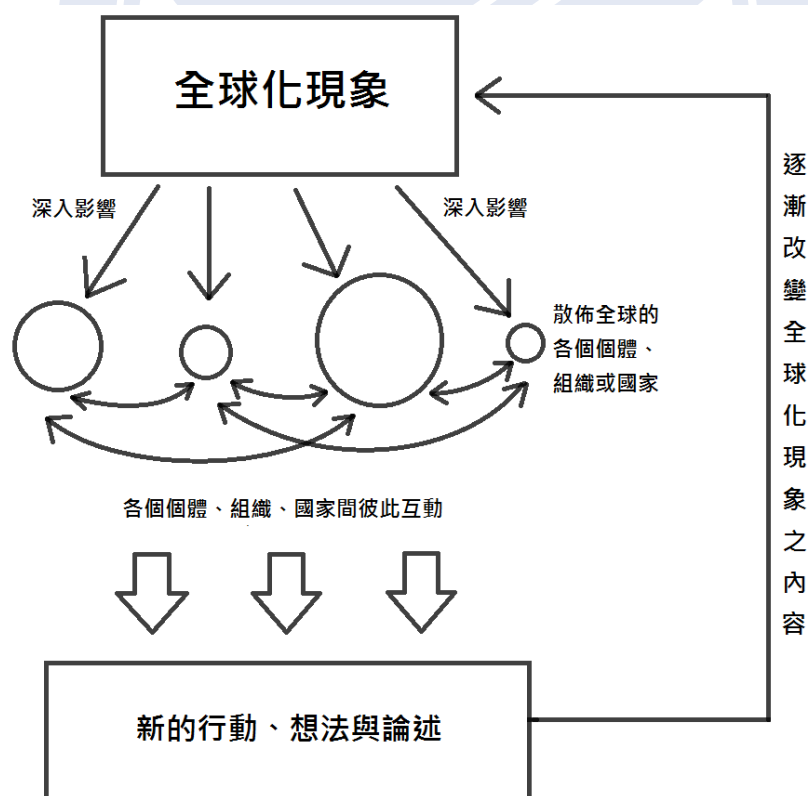 全球化現象
深入影響
深入影響
散佈全球的
各個個體、
組織或國家
各個個體、組織、國家間彼此互動
新的行動、想法與論述
逐漸改變全球化現象之內容